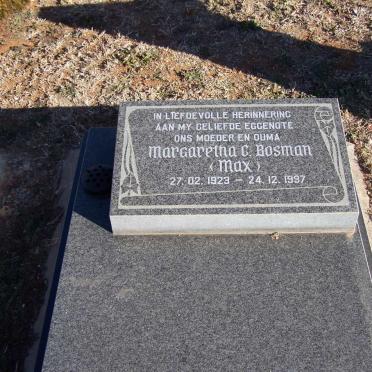 IN LIEFDEVOLLE HERINNERING
AAN MY GELIEFDE EGGENOTE
ONS MOEDER EN OUMA
Margaretha C. Bosman
(Max)
27. 02. 1923 - 24. 12. 1997